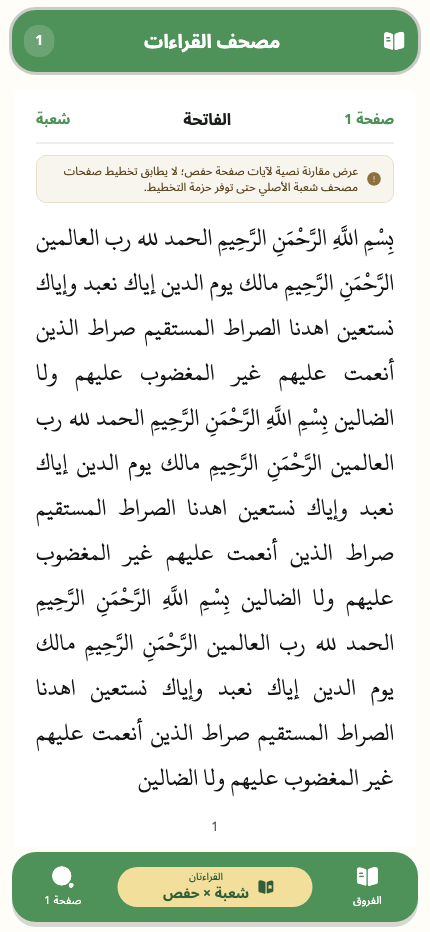 مصحف القراءات
1
صفحة 1
الفاتحة
شعبة
عرض مقارنة نصية لآيات صفحة حفص؛ لا يطابق تخطيط صفحات
مصحف شعبة الأصلي حتى توفر حزمة التخطيط.
بِسْمِ اللَّهِ الرَّحْمَنِ الرَّحِيمِ الحمد لله رب العالمين
الرَّحْمَنِ الرَّحِيمِ مالك يوم الدين إياك نعبد وإياك
نستعين اهدنا الصراط المستقيم صراط الذين
أنعمت عليهم غير المغضوب عليهم ولا
الضالين بِسْمِ اللَّهِ الرَّحْمَنِ الرَّحِيمِ الحمد لله رب
العالمين الرَّحْمَنِ الرَّحِيمِ مالك يوم الدين إياك
نعبد وإياك نستعين اهدنا الصراط المستقيم
صراط الذين أنعمت عليهم غير المغضوب
عليهم ولا الضالين بِسْمِ اللَّهِ الرَّحْمَنِ الرَّحِيمِ
الحمد لله رب العالمين الرَّحْمَنِ الرَّحِيمِ مالك
يوم الدين إياك نعبد وإياك نستعين اهدنا
الصراط المستقيم صراط الذين أنعمت عليهم
غير المغضوب عليهم ولا الضالين
1
الفروق
القراءتان
شعبة × حفص
صفحة 1